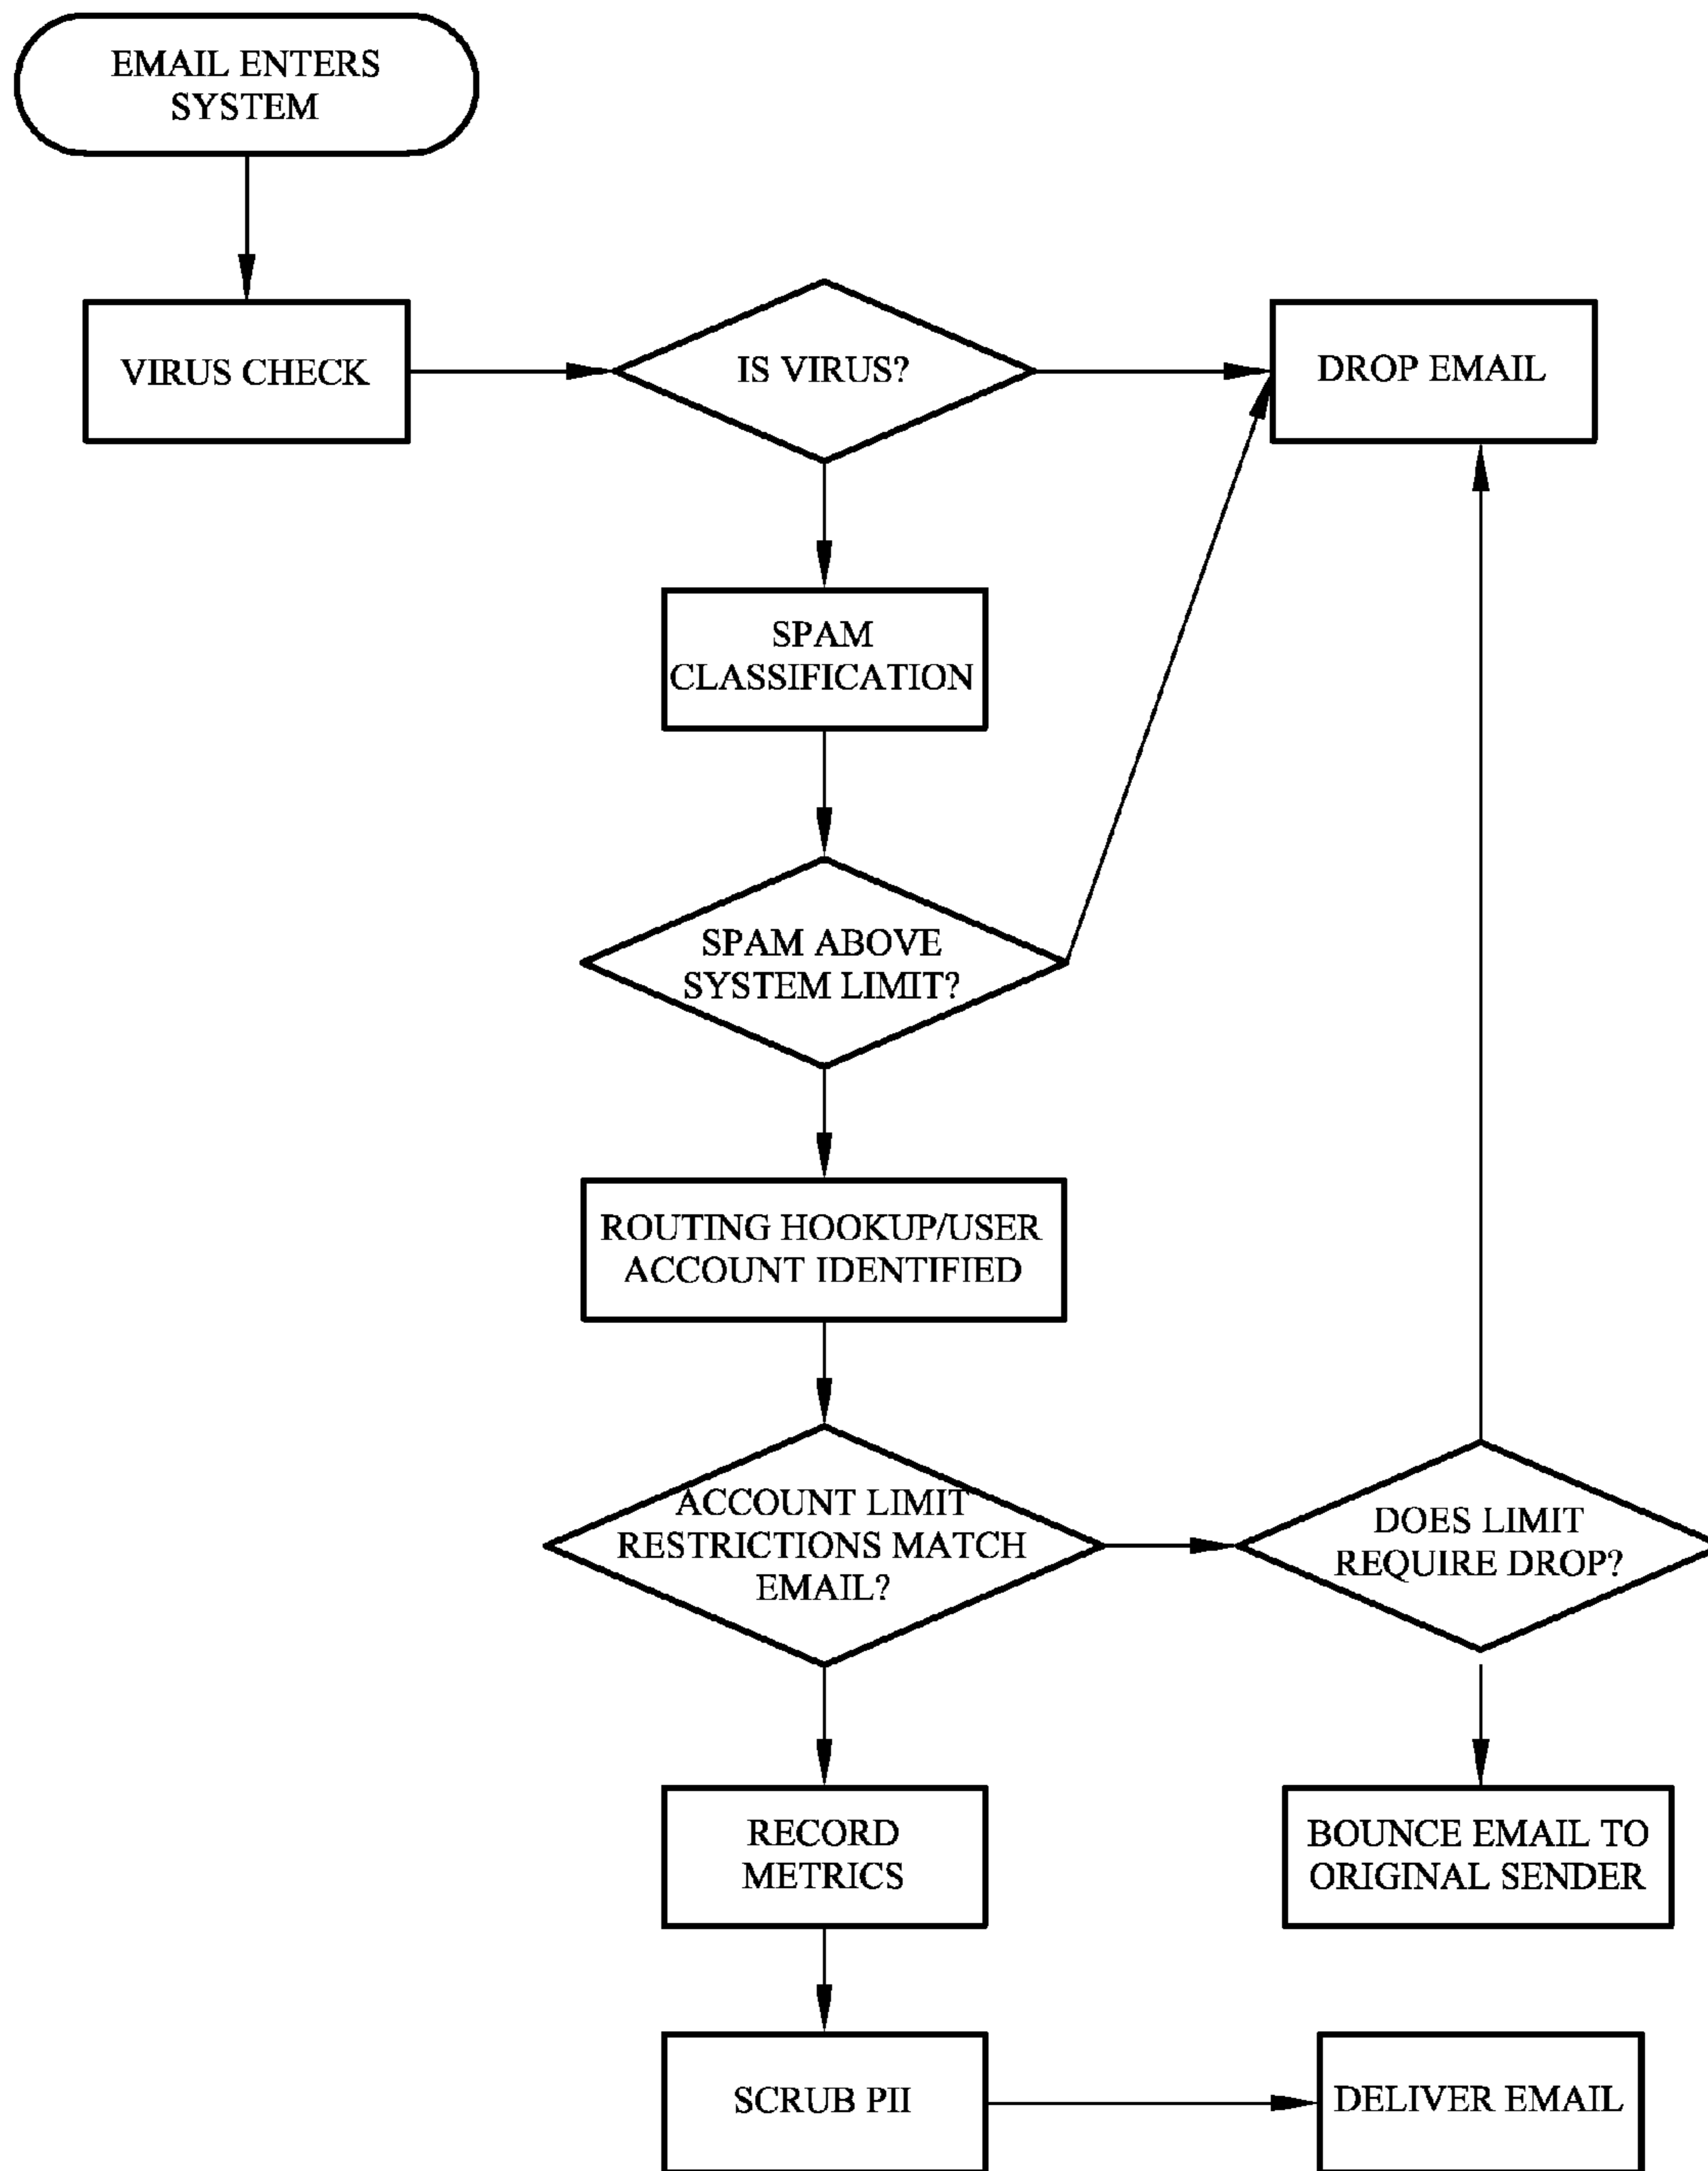 EMAIL ENTERS
SYSTEM
VIRUS CHECK
IS VIRUS?
DROP EMAIL
SPAM
CLASSIFICATION
SPAM ABOVE
SYSTEM LIMIT?
ROUTING HOOKUP/USER
ACCOUNT IDENTIFIED
ACCOUNT LIMIT
RESTRICTIONS MATCH
EMAIL?
DOES LIMIT
REQUIRE DROP?
RECORD
METRICS
BOUNCE EMAIL TO
ORIGINAL SENDER
SCRUB PII
DELIVER EMAIL